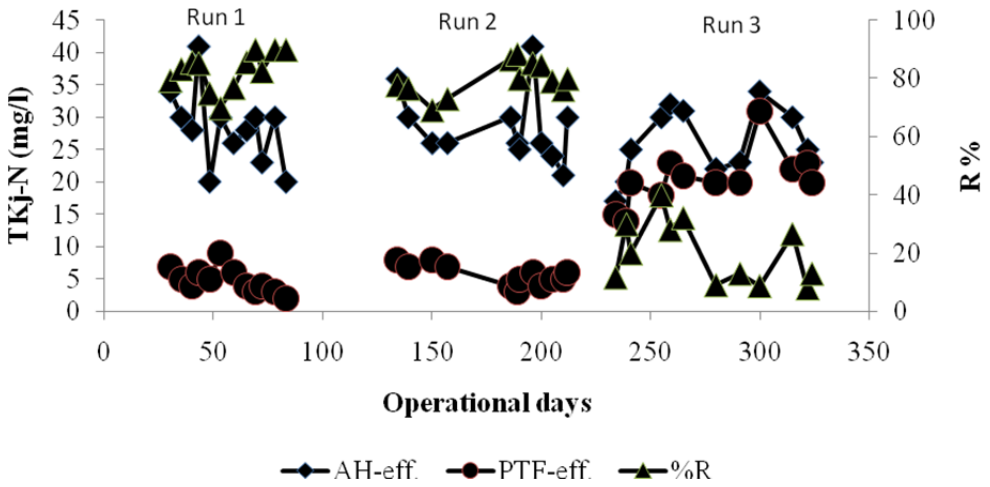 Run 1
Run 2
Run 3
TKj-N (mg/l)
45
40
35
30
25
20
15
10
5
0
100
80
60
40
20
0
R %
0
50
100
150
200
250
300
350
Operational days
AH-eff.
PTF-eff.
%R